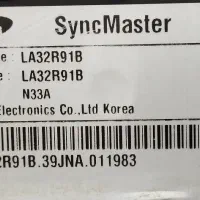 SyncMaster
e : LA32R91B
e : LA32R91B
: N33A
Electronics Co.,Ltd Korea
2R91B.39JNA.011983